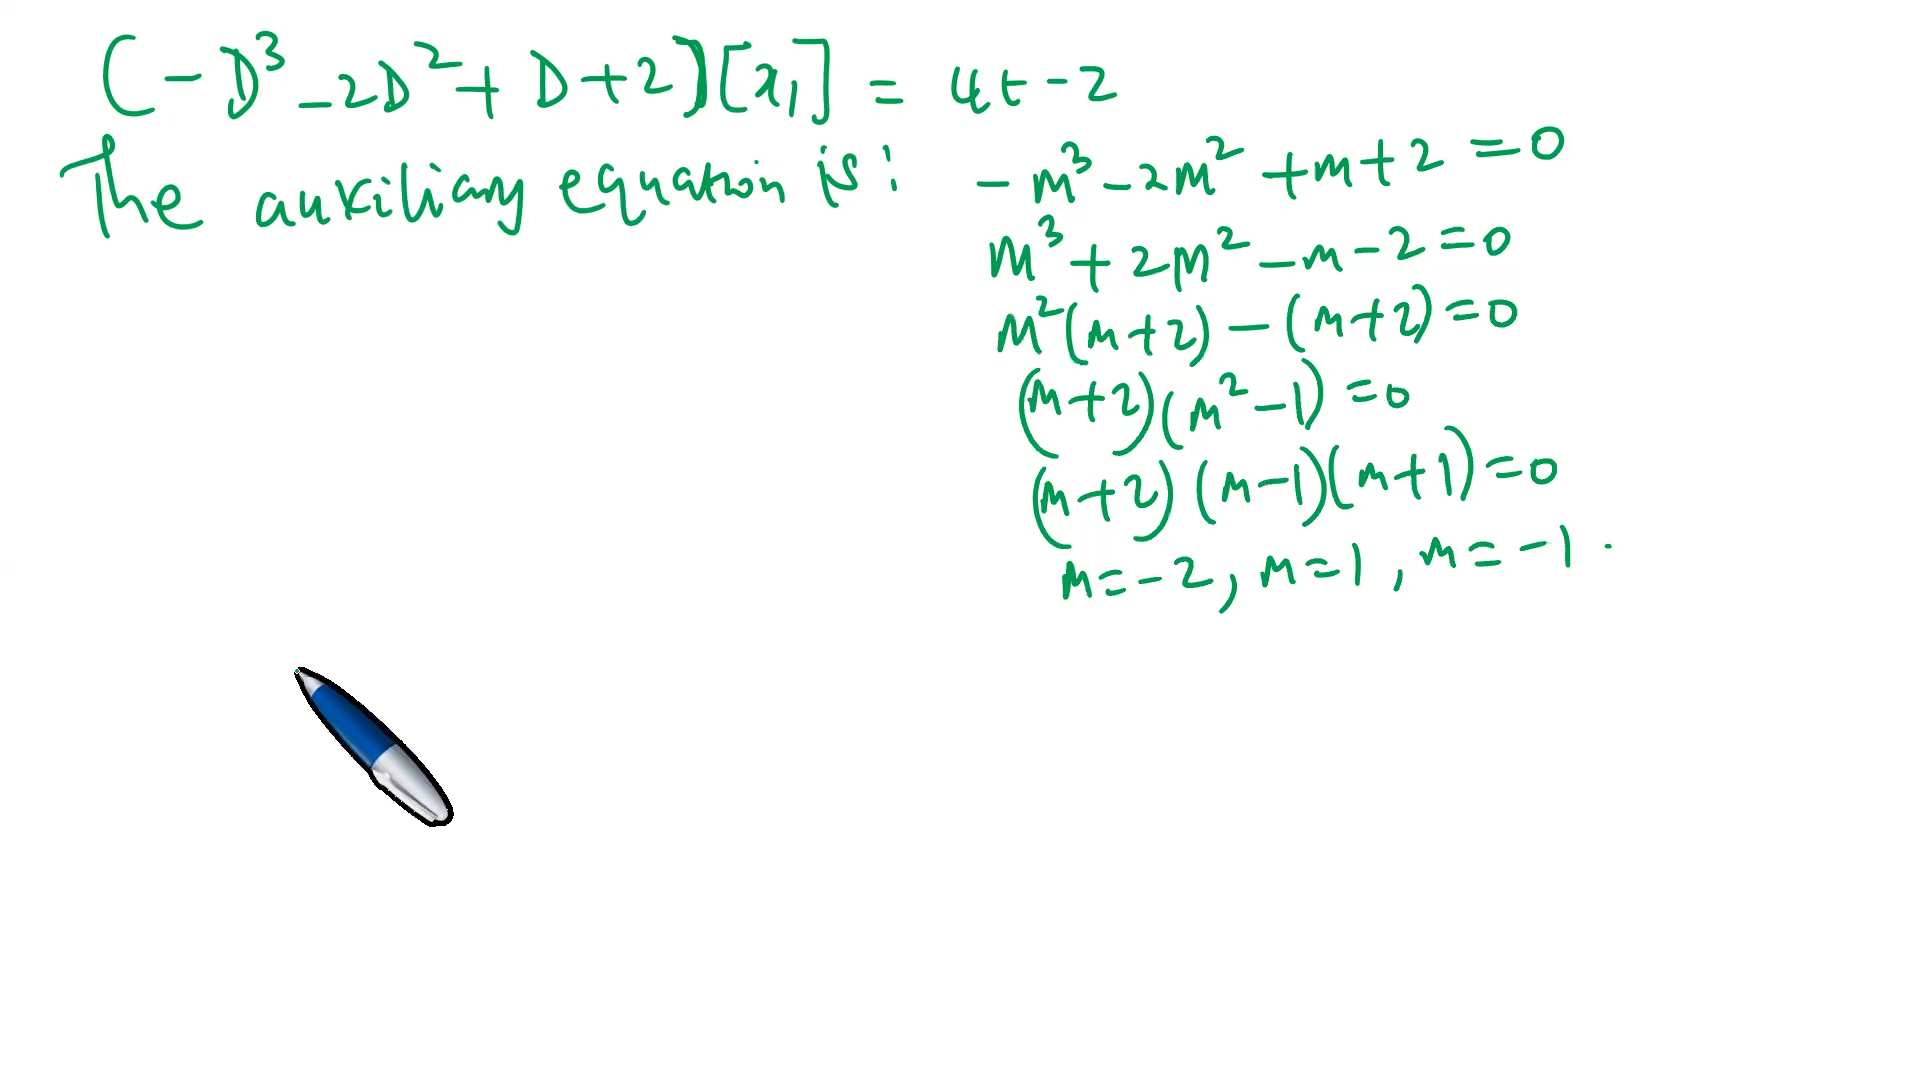 (-D³ -2D² + D+2)[x₁] = 4t-2
The auxiliary equation is: -m³-2m² +m+2 =0
m³+2m²-m-2=0
m²(m+2)-(m+2)=0
(m+2)(m²-1)=0
(m+2)(m-1)(m+1)=0
m=-2, m=1, m=-1.